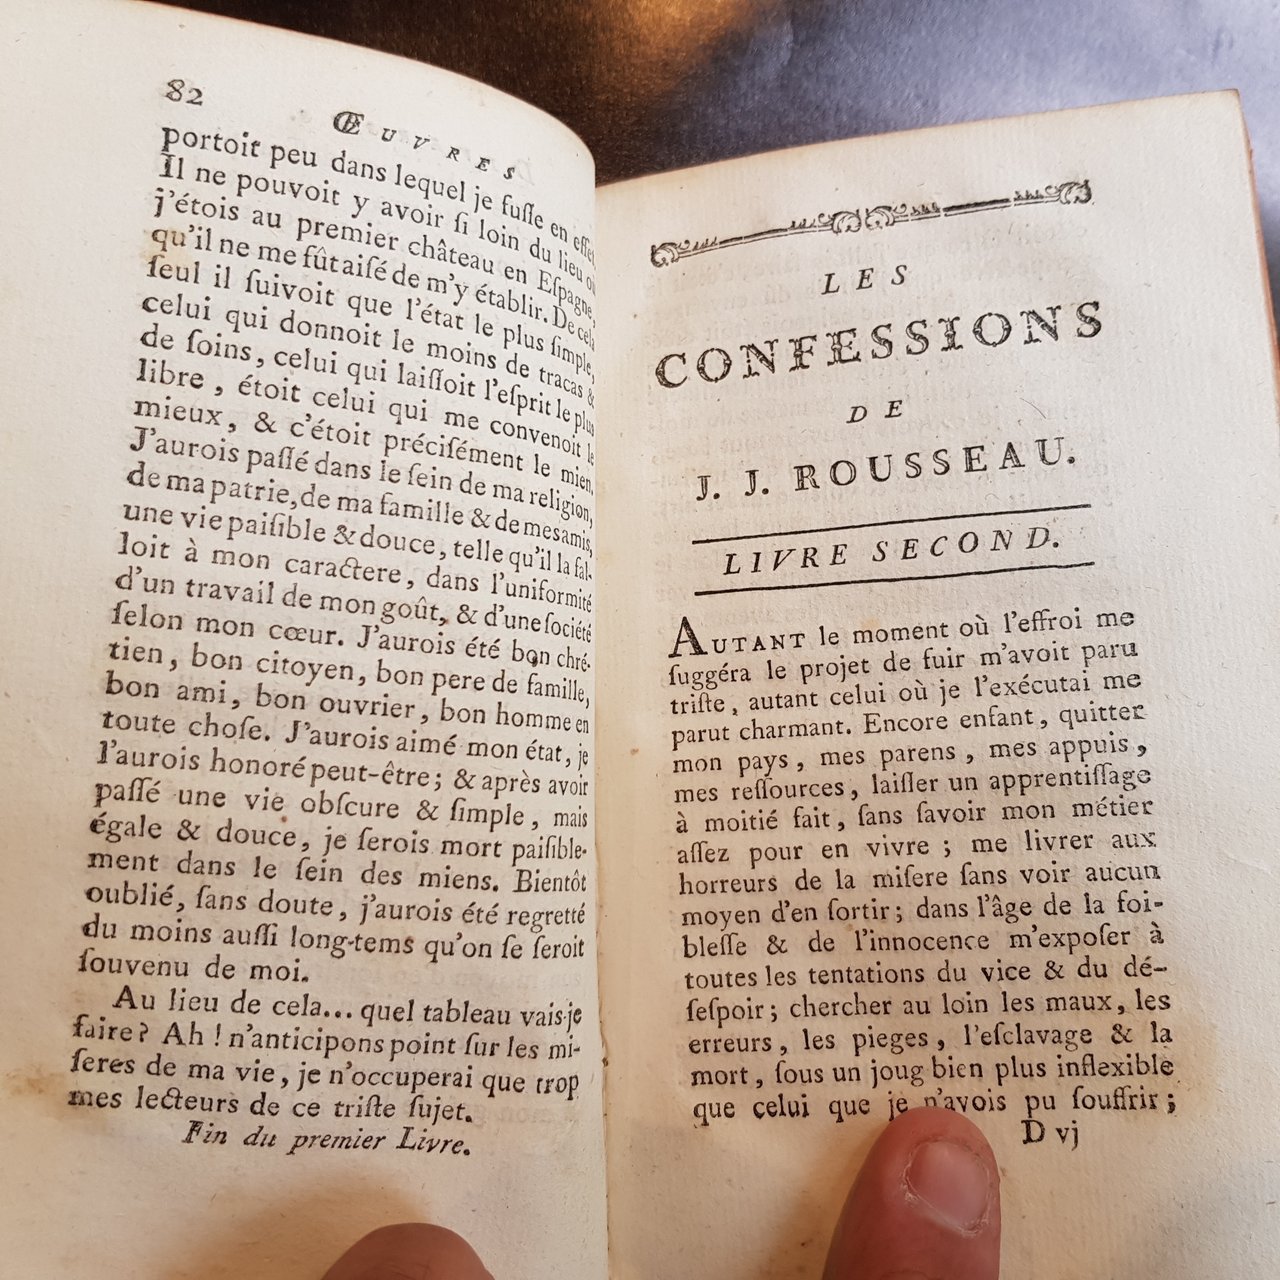 82
ŒUVRES
portoit peu dans lequel je fuſſe en effet.
Il ne pouvoit y avoir ſi loin du lieu où
j'étois au premier château en Eſpagne,
qu'il ne me fût aiſé de m'y établir. De cela
ſeul il ſuivoit que l'état le plus ſimple,
celui qui donnoit le moins de tracas &
de ſoins, celui qui laiſſoit l'eſprit le plus
libre, étoit celui qui me convenoit le
mieux, & c'étoit préciſément le mien.
J'aurois paſſé dans le ſein de ma religion,
de ma patrie, de ma famille & de mes amis,
une vie paiſible & douce, telle qu'il la fal-
loit à mon caractere, dans l'uniformité
d'un travail de mon goût, & d'une ſociété
ſelon mon cœur. J'aurois été bon chré-
tien, bon citoyen, bon pere de famille,
bon ami, bon ouvrier, bon homme en
toute choſe. J'aurois aimé mon état, je
l'aurois honoré peut-être; & après avoir
paſſé une vie obſcure & ſimple, mais
égale & douce, je ſerois mort paiſible-
ment dans le ſein des miens. Bientôt
oublié, ſans doute, j'aurois été regretté
du moins auſſi long-tems qu'on ſe ſeroit
ſouvenu de moi.
Au lieu de cela... quel tableau vais-je
faire? Ah! n'anticipons point ſur les mi-
ſeres de ma vie, je n'occuperai que trop
mes lecteurs de ce triſte ſujet.
Fin du premier Livre.
LES
CONFESSIONS
DE
J. J. ROUSSEAU.
LIVRE SECOND.
AUTANT le moment où l'effroi me
ſuggéra le projet de fuir m'avoit paru
triſte, autant celui où je l'exécutai me
parut charmant. Encore enfant, quitter
mon pays, mes parens, mes appuis,
mes reſſources, laiſſer un apprentiſſage
à moitié fait, ſans ſavoir mon métier
aſſez pour en vivre; me livrer aux
horreurs de la miſere ſans voir aucun
moyen d'en ſortir; dans l'âge de la foi-
bleſſe & de l'innocence m'expoſer à
toutes les tentations du vice & du dé-
ſeſpoir; chercher au loin les maux, les
erreurs, les pieges, l'eſclavage & la
mort, ſous un joug bien plus inflexible
que celui que je n'avois pu ſouffrir;
D vj